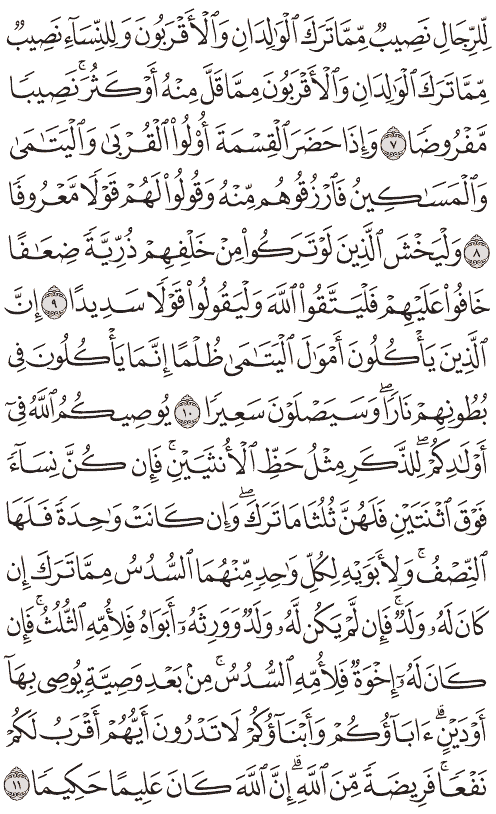 لِّلرِّجَالِ نَصِيبٌ مِّمَّا تَرَكَ ٱلْوَٰلِدَانِ وَٱلْأَقْرَبُونَ وَلِلنِّسَآءِ نَصِيبٌ
مِّمَّا تَرَكَ ٱلْوَٰلِدَانِ وَٱلْأَقْرَبُونَ مِمَّا قَلَّ مِنْهُ أَوْ كَثُرَ ۚ نَصِيبًا
مَّفْرُوضًا ٧ وَإِذَا حَضَرَ ٱلْقِسْمَةَ أُو۟لُوا۟ ٱلْقُرْبَىٰ وَٱلْيَتَٰمَىٰ
وَٱلْمَسَٰكِينُ فَٱرْزُقُوهُم مِّنْهُ وَقُولُوا۟ لَهُمْ قَوْلًا مَّعْرُوفًا
٨ وَلْيَخْشَ ٱلَّذِينَ لَوْ تَرَكُوا۟ مِنْ خَلْفِهِمْ ذُرِّيَّةً ضِعَٰفًا
خَافُوا۟ عَلَيْهِمْ فَلْيَتَّقُوا۟ ٱللَّهَ وَلْيَقُولُوا۟ قَوْلًا سَدِيدًا ٩ إِنَّ
ٱلَّذِينَ يَأْكُلُونَ أَمْوَٰلَ ٱلْيَتَٰمَىٰ ظُلْمًا إِنَّمَا يَأْكُلُونَ فِى
بُطُونِهِمْ نَارًا ۖ وَسَيَصْلَوْنَ سَعِيرًا ١٠ يُوصِيكُمُ ٱللَّهُ فِىٓ
أَوْلَٰدِكُمْ ۖ لِلذَّكَرِ مِثْلُ حَظِّ ٱلْأُنثَيَيْنِ ۚ فَإِن كُنَّ نِسَآءً
فَوْقَ ٱثْنَتَيْنِ فَلَهُنَّ ثُلُثَا مَا تَرَكَ ۖ وَإِن كَانَتْ وَٰحِدَةً فَلَهَا
ٱلنِّصْفُ ۚ وَلِأَبَوَيْهِ لِكُلِّ وَٰحِدٍ مِّنْهُمَا ٱلسُّدُسُ مِمَّا تَرَكَ إِن
كَانَ لَهُۥ وَلَدٌ ۚ فَإِن لَّمْ يَكُن لَّهُۥ وَلَدٌ وَوَرِثَهُۥٓ أَبَوَاهُ فَلِأُمِّهِ ٱلثُّلُثُ ۚ فَإِن
كَانَ لَهُۥٓ إِخْوَةٌ فَلِأُمِّهِ ٱلسُّدُسُ ۚ مِنۢ بَعْدِ وَصِيَّةٍ يُوصِى بِهَآ
أَوْ دَيْنٍ ۗ ءَابَآؤُكُمْ وَأَبْنَآؤُكُمْ لَا تَدْرُونَ أَيُّهُمْ أَقْرَبُ لَكُمْ
نَفْعًا ۚ فَرِيضَةً مِّنَ ٱللَّهِ ۗ إِنَّ ٱللَّهَ كَانَ عَلِيمًا حَكِيمًا ١١